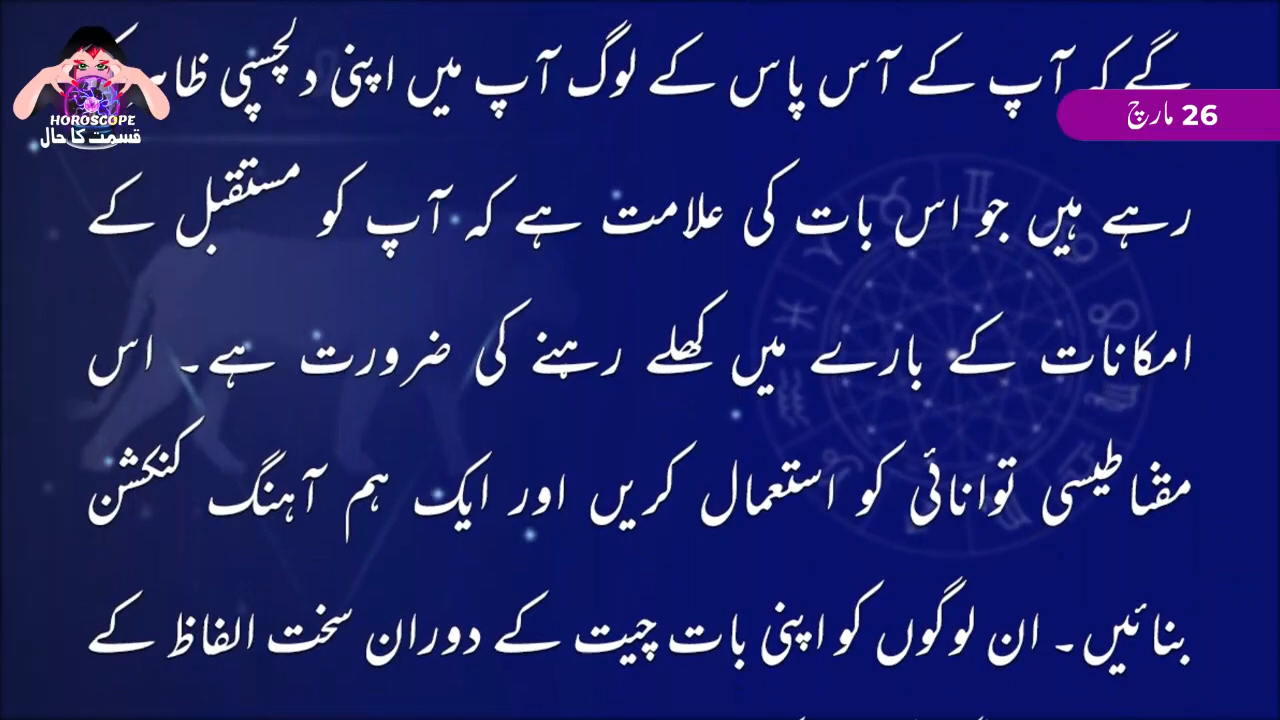 گے کہ آپ کے آس پاس کے لوگ آپ میں اپنی دلچسپی
26 مارچ
HOROSCOPE
قسمت کا حال
رہے ہیں جو اس بات کی علامت ہے کہ آپ کو مستقبل کے
امکانات کے بارے میں کھلے رہنے کی ضرورت ہے۔ اس
مقناطیسی توانائی کو استعمال کریں اور ایک ہم آہنگ کنکشن
بنائیں۔ ان لوگوں کو اپنی بات چیت کے دوران سخت الفاظ کے